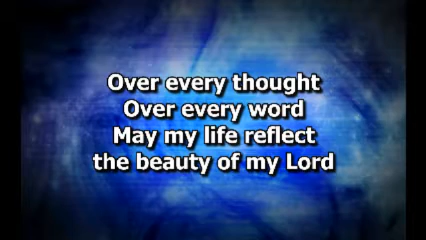 Over every thought
Over every word
May my life reflect
the beauty of my Lord